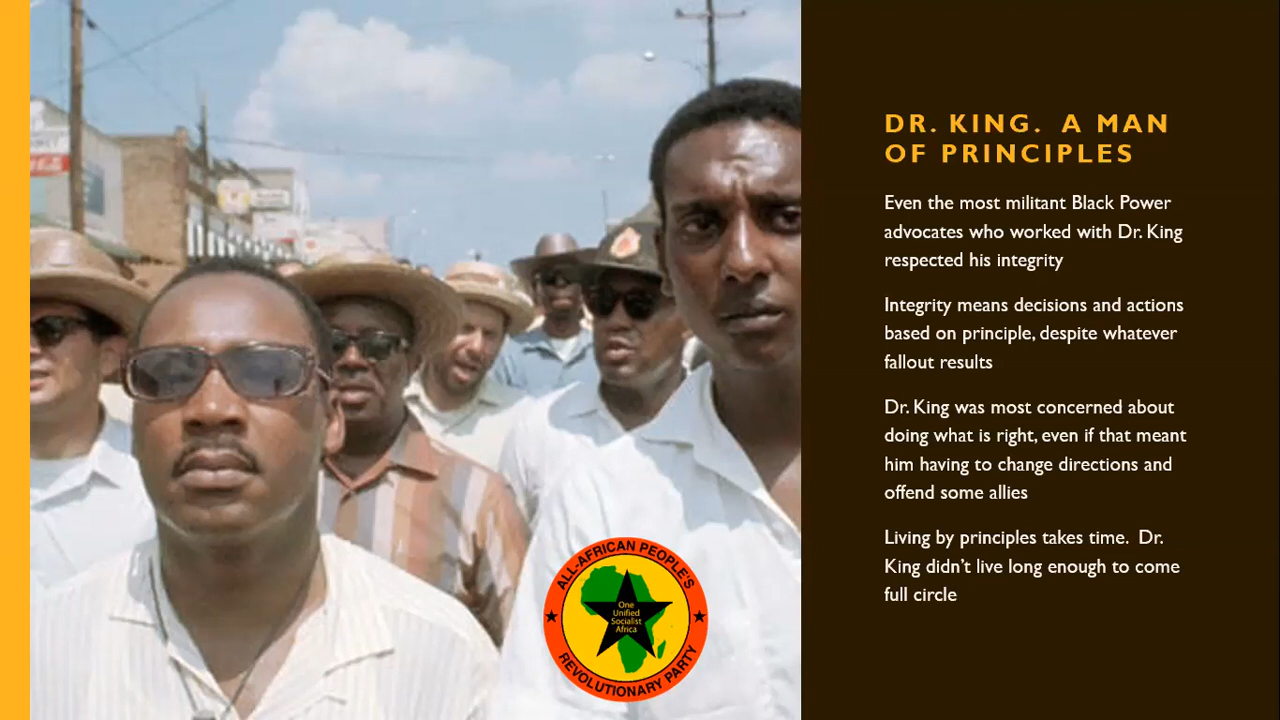 DR. KING. A MAN
OF PRINCIPLES
Even the most militant Black Power
advocates who worked with Dr. King
respected his integrity
Integrity means decisions and actions
based on principle, despite whatever
fallout results
Dr. King was most concerned about
doing what is right, even if that meant
him having to change directions and
offend some allies
Living by principles takes time. Dr.
King didn’t live long enough to come
full circle
ALL-AFRICAN PEOPLE'S
One
Unified
Socialist
Africa
REVOLUTIONARY PARTY